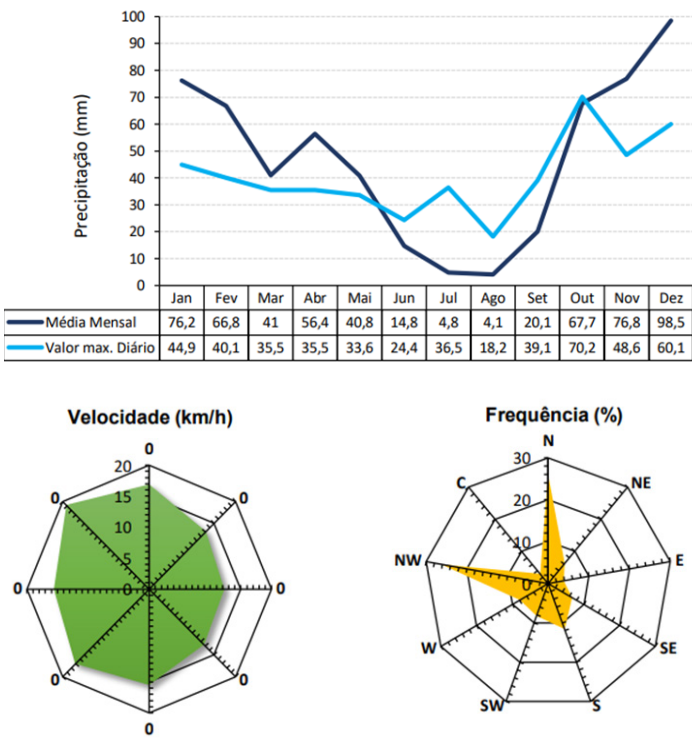 100
90
80
70
60
50
40
30
20
10
0
Precipitação (mm)
Jan Fev Mar Abr Mai Jun Jul Ago Set Out Nov Dez
Média Mensal 76,2 66,8 41 56,4 40,8 14,8 4,8 4,1 20,1 67,7 76,8 98,5
Valor max. Diário 44,9 40,1 35,5 35,5 33,6 24,4 36,5 18,2 39,1 70,2 48,6 60,1
Velocidade (km/h)
0
20
0 15 0
10
5
0 0 0
0 0
0
Frequência (%)
N
30
C NE
20
NW 10 E
0
W SE
SW S